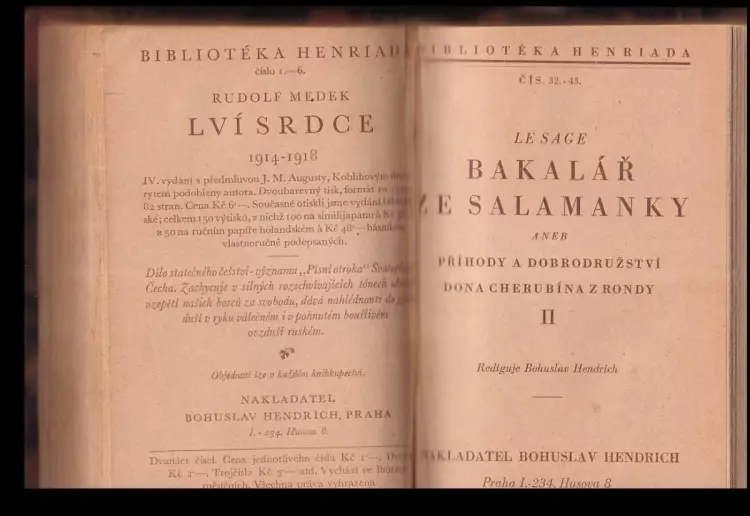 BIBLIOTÉKA HENRIADA
číslo 1.—6.
RUDOLF MEDEK
LVÍ SRDCE
1914-1918
IV. vydání s předmluvou J. M. Augusty, Koblihovým
rytem podobizny autora. Dvoubarevný tisk, formát 10
82 stran. Cena Kč 6·—. Současně otiskli jsme vydání
ské; celkem 150 výtisků, z nichž 100 na similijapanu à Kč
a 50 na ručním papíře holandském à Kč 48·—
vlastnoručně podepsaných.
Dílo statečného češství - významu „Písní otroka“
Čecha. Zachycuje v silných rozechvívajících tónech
vzepětí našich borců za svobodu, dává nahlédnouti do
duší v ryku válečném i v pohnutém bouřlivém
ovzduší ruském.
Objednati lze v každém knihkupectví.
NAKLADATEL
BOHUSLAV HENDRICH, PRAHA
I. - 234, Husova 8.
Dvanáct čísel. Cena jednotlivého čísla Kč 1·—,
Kč 2·—, Trojčísla Kč 3·— atd. Vychází ve
měsíčních. Všechna práva vyhrazena
BIBLIOTÉKA HENRIADA
ČÍS. 32.-43.
LE SAGE
BAKALÁŘ
ZE SALAMANKY
ANEB
PŘÍHODY A DOBRODRUŽSTVÍ
DONA CHERUBÍNA Z RONDY
II
Rediguje Bohuslav Hendrich
NAKLADATEL BOHUSLAV HENDRICH
Praha I.-234, Husova 8